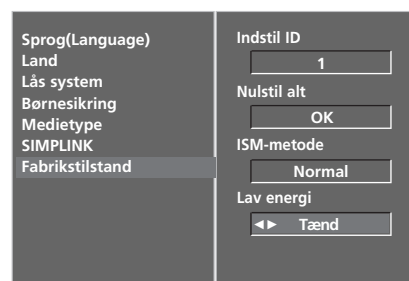 Sprog(Language)
Land
Lås system
Børnesikring
Medietype
SIMPLINK
Fabrikstilstand
Indstil ID
1
Nulstil alt
OK
ISM-metode
Normal
Lav energi
◄► Tænd